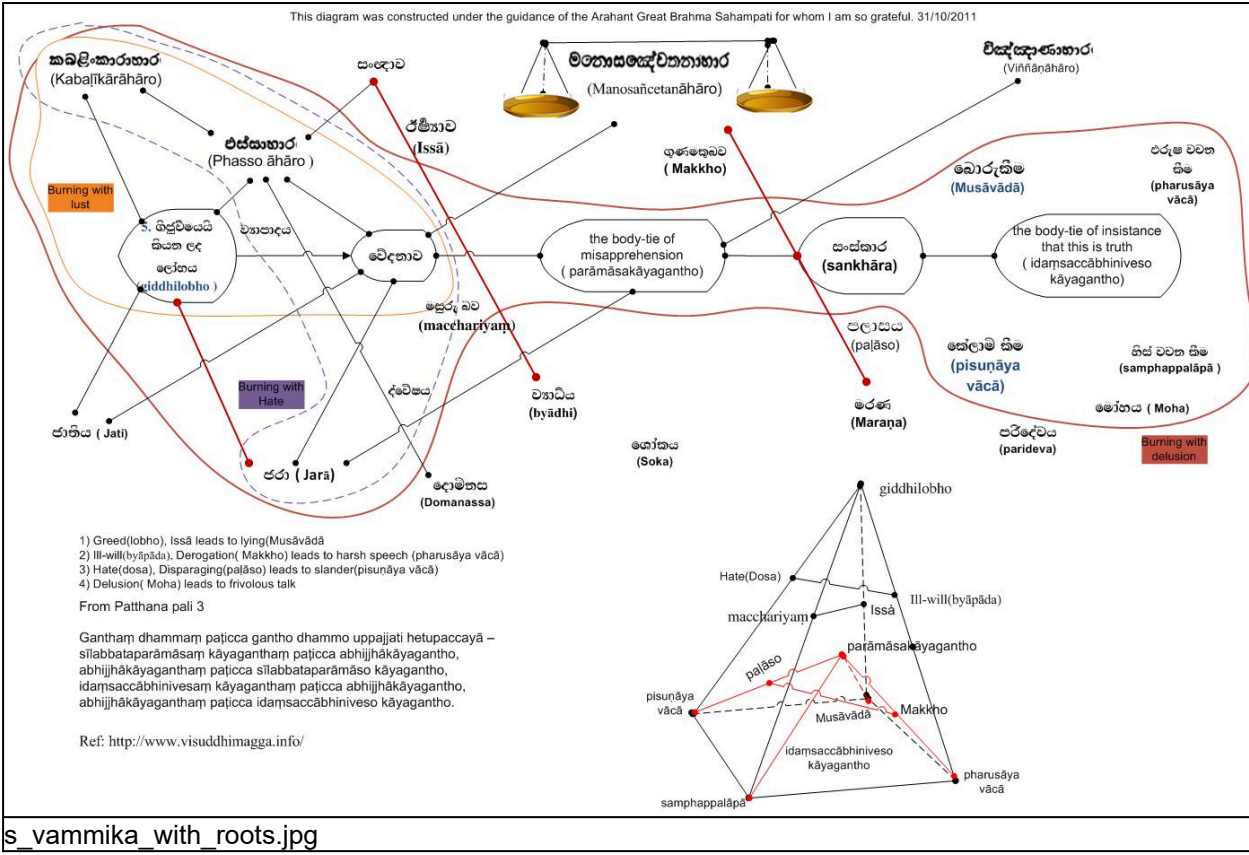 This diagram was constructed under the guidance of the Arahant Great Brahma Sahampati for whom I am so grateful. 31/10/2011
කබළිංකාරාහාර
(Kabaḷīkārāhāro)
සංඥාව
මනොසඤ්චේතනාහාර
(Manosañcetanāhāro)
විඤ්ඤාණාහාර
(Viññāṇāhāro)
ඵස්සාහාර
(Phasso āhāro )
ඊර්ෂ්‍යාව
(Issā)
ගුණමකුබව
( Makkho)
බොරුකීම
(Musāvādā)
ඵරුෂ වචන
කීම
(pharusāya
vācā)
Burning with
lust
5. ගිජුවීමයයි
කියන ලද
ලෝභය
(giddhilobho )
ව්‍යාපාදය
වේදනාව
the body-tie of
misapprehension
( parāmāsakāyagantho)
සංස්කාර
(sankhāra)
the body-tie of insistance
that this is truth
( idaṃsaccābhiniveso
kāyagantho)
මසුරු බව
(macchariyaṃ)
පලාසය
(paḷāso)
කේලාම් කීම
(pisuṇāya
vācā)
හිස් වචන කීම
(samphappalāpā )
Burning with
Hate
ද්වේෂය
ව්‍යාධිය
(byādhi)
මරණ
(Maraṇa)
මෝහය ( Moha)
ජාතිය ( Jati)
ජරා ( Jarā)
දොම්නස
(Domanassa)
ශෝකය
(Soka)
පරිදේවය
(parideva)
Burning with
delusion
1) Greed(lobho), Issā leads to lying(Musāvādā
2) Ill-will(byāpāda), Derogation( Makkho) leads to harsh speech (pharusāya vācā)
3) Hate(dosa), Disparaging(paḷāso) leads to slander(pisuṇāya vācā)
4) Delusion( Moha) leads to frivolous talk
From Patthana pali 3
Ganthaṃ dhammaṃ paṭicca gantho dhammo uppajjati hetupaccayā –
sīlabbataparāmāsaṃ kāyaganthaṃ paṭicca abhijjhākāyagantho,
abhijjhākāyaganthaṃ paṭicca sīlabbataparāmāso kāyagantho,
idaṃsaccābhinivesaṃ kāyaganthaṃ paṭicca abhijjhākāyagantho,
abhijjhākāyaganthaṃ paṭicca idaṃsaccābhiniveso kāyagantho.
Ref: http://www.visuddhimagga.info/
giddhilobho
Hate(Dosa)
Ill-will(byāpāda)
macchariyaṃ
Issà
parāmāsakāyagantho
paḷāso
pisuṇāya
vācā
Musāvādā
Makkho
idaṃsaccābhiniveso
kāyagantho
pharusāya
vācā
samphappalāpā
s_vammika_with_roots.jpg